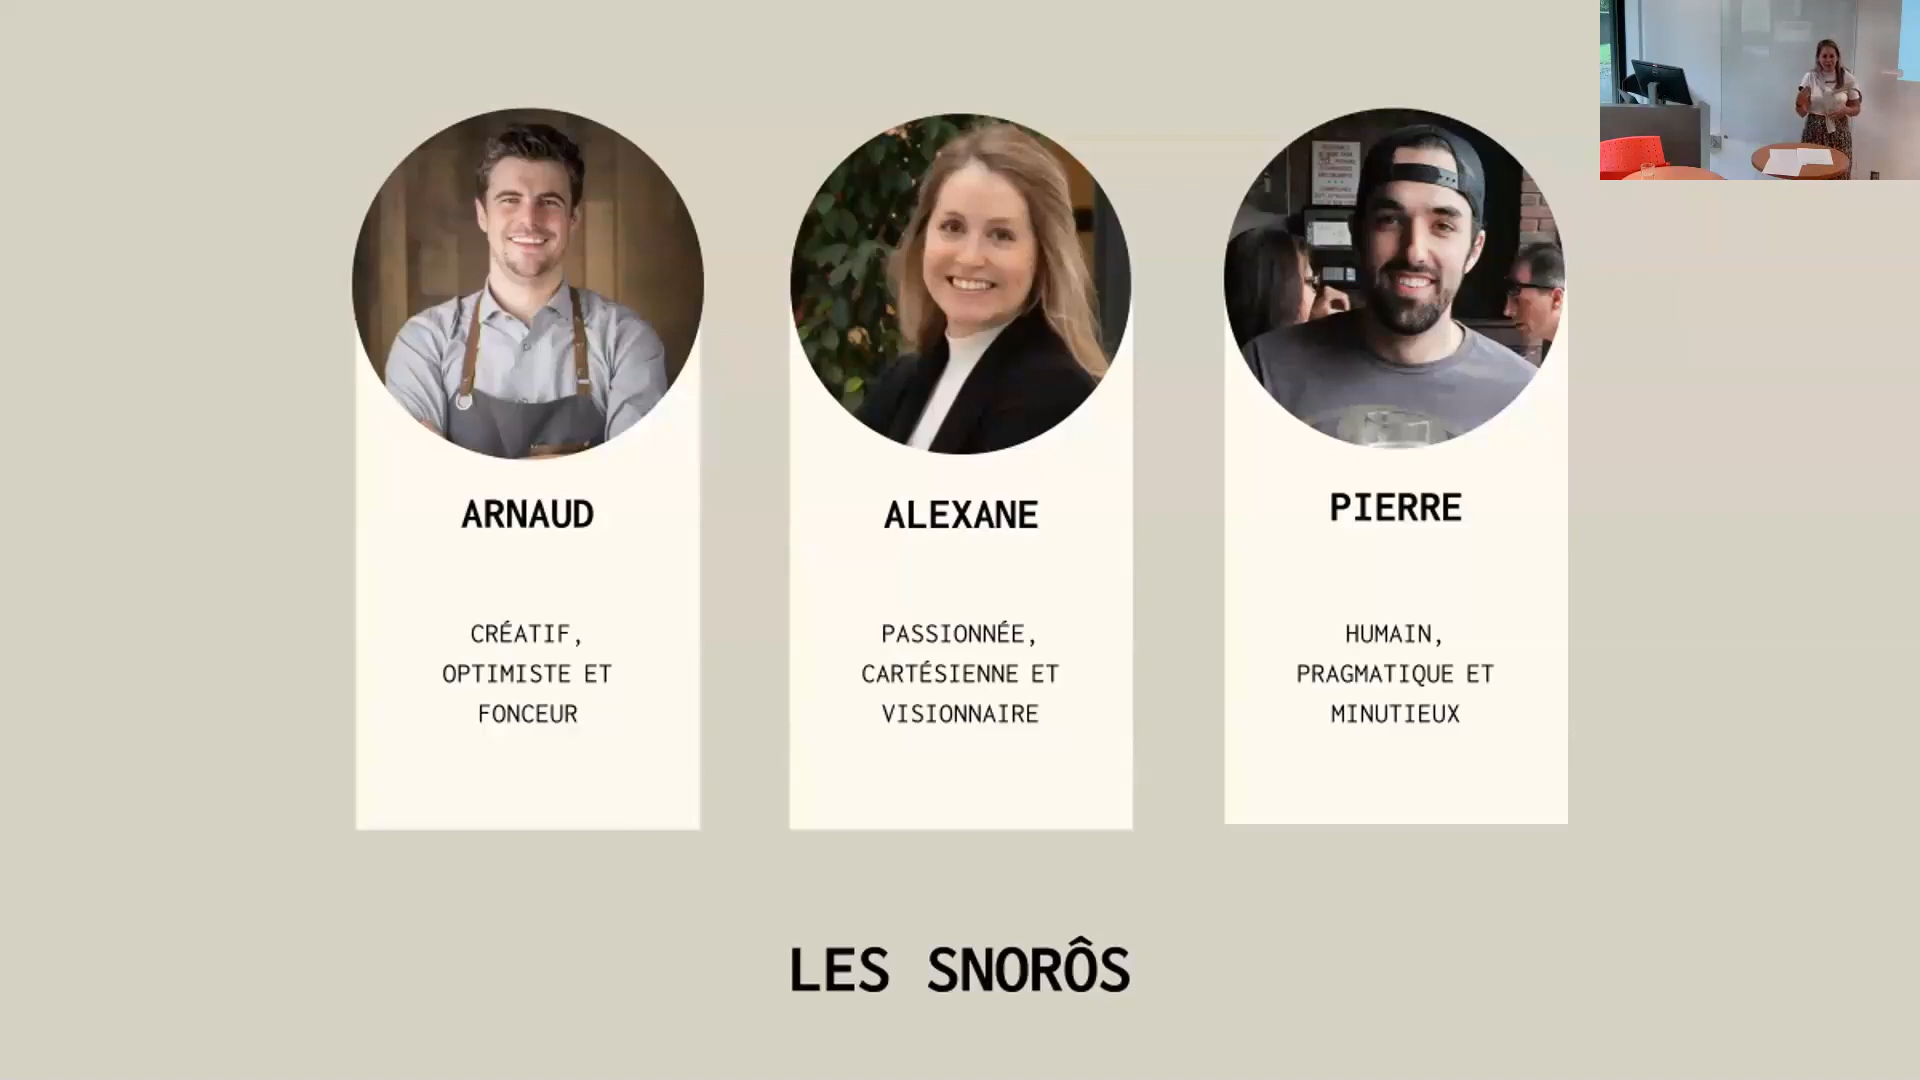 ARNAUD
CRÉATIF,
OPTIMISTE ET
FONCEUR
ALEXANE
PASSIONNÉE,
CARTÉSIENNE ET
VISIONNAIRE
PIERRE
HUMAIN,
PRAGMATIQUE ET
MINUTIEUX
LES SNORÔS